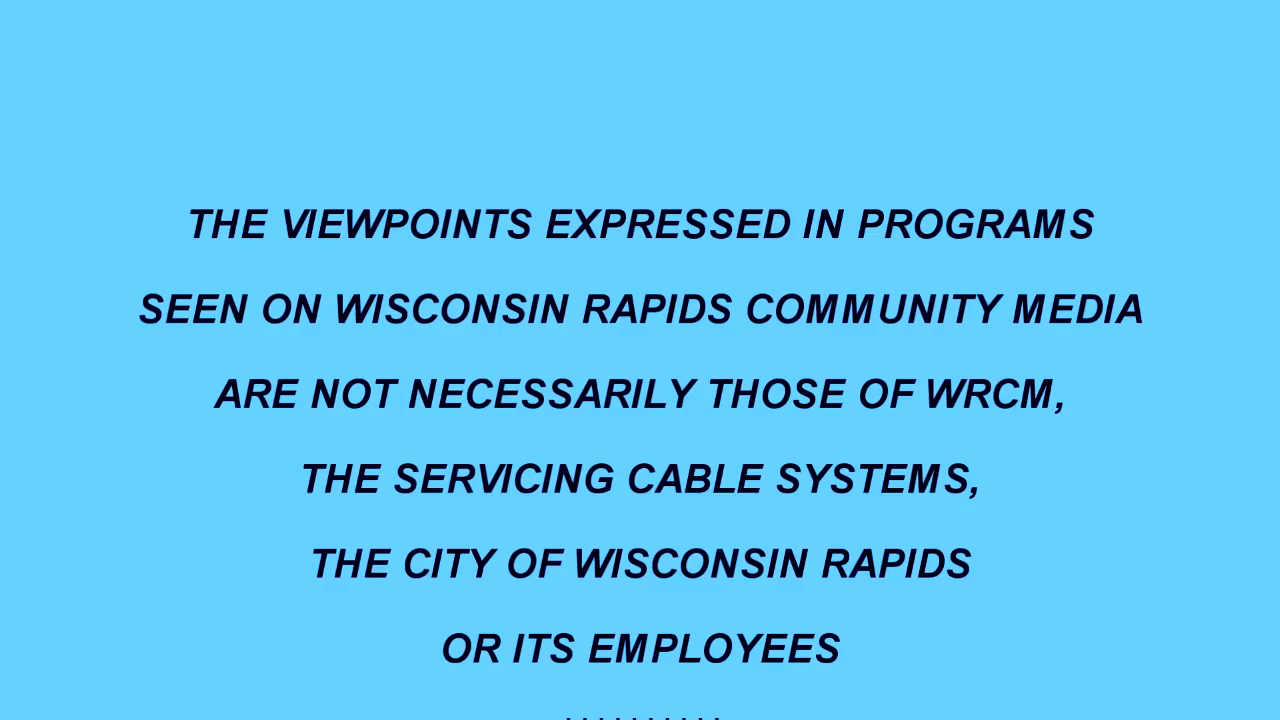 THE VIEWPOINTS EXPRESSED IN PROGRAMS
SEEN ON WISCONSIN RAPIDS COMMUNITY MEDIA
ARE NOT NECESSARILY THOSE OF WRCM,
THE SERVICING CABLE SYSTEMS,
THE CITY OF WISCONSIN RAPIDS
OR ITS EMPLOYEES